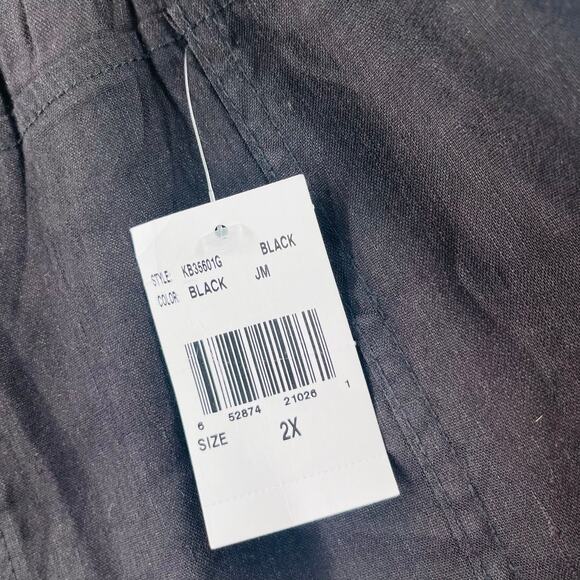 STYLE: KB35601G BLACK
COLOR: BLACK JM
6 52874 21026 1
SIZE 2X